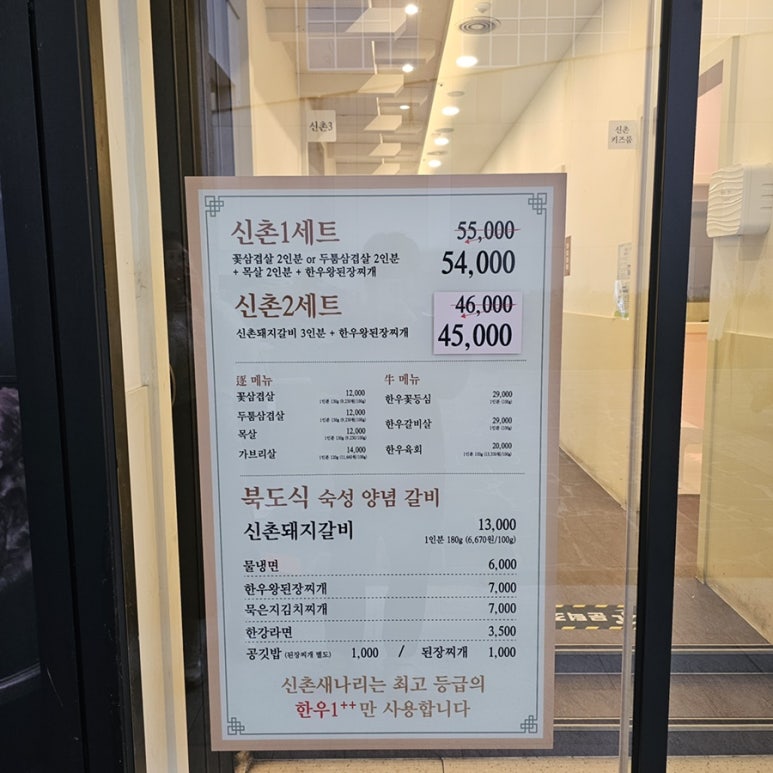 신촌3
신촌
키즈룸
신촌1세트 55,000
꽃삼겹살 2인분 or 두툼삼겹살 2인분
+ 목살 2인분 + 한우왕된장찌개 54,000
신촌2세트 46,000
신촌돼지갈비 3인분 + 한우왕된장찌개 45,000
메뉴
꽃삼겹살 12,000
두툼삼겹살 12,000
목살 12,000
가브리살 14,000
牛 메뉴
한우꽃등심 29,000
한우갈비살 29,000
한우육회 20,000
북도식 숙성 양념 갈비
신촌돼지갈비 13,000
1인분 180g (6,670원/100g)
물냉면 6,000
한우왕된장찌개 7,000
묵은지김치찌개 7,000
한강라면 3,500
공깃밥 (된장찌개 별도) 1,000 / 된장찌개 1,000
신촌새나리는 최고 등급의
한우1++만 사용합니다